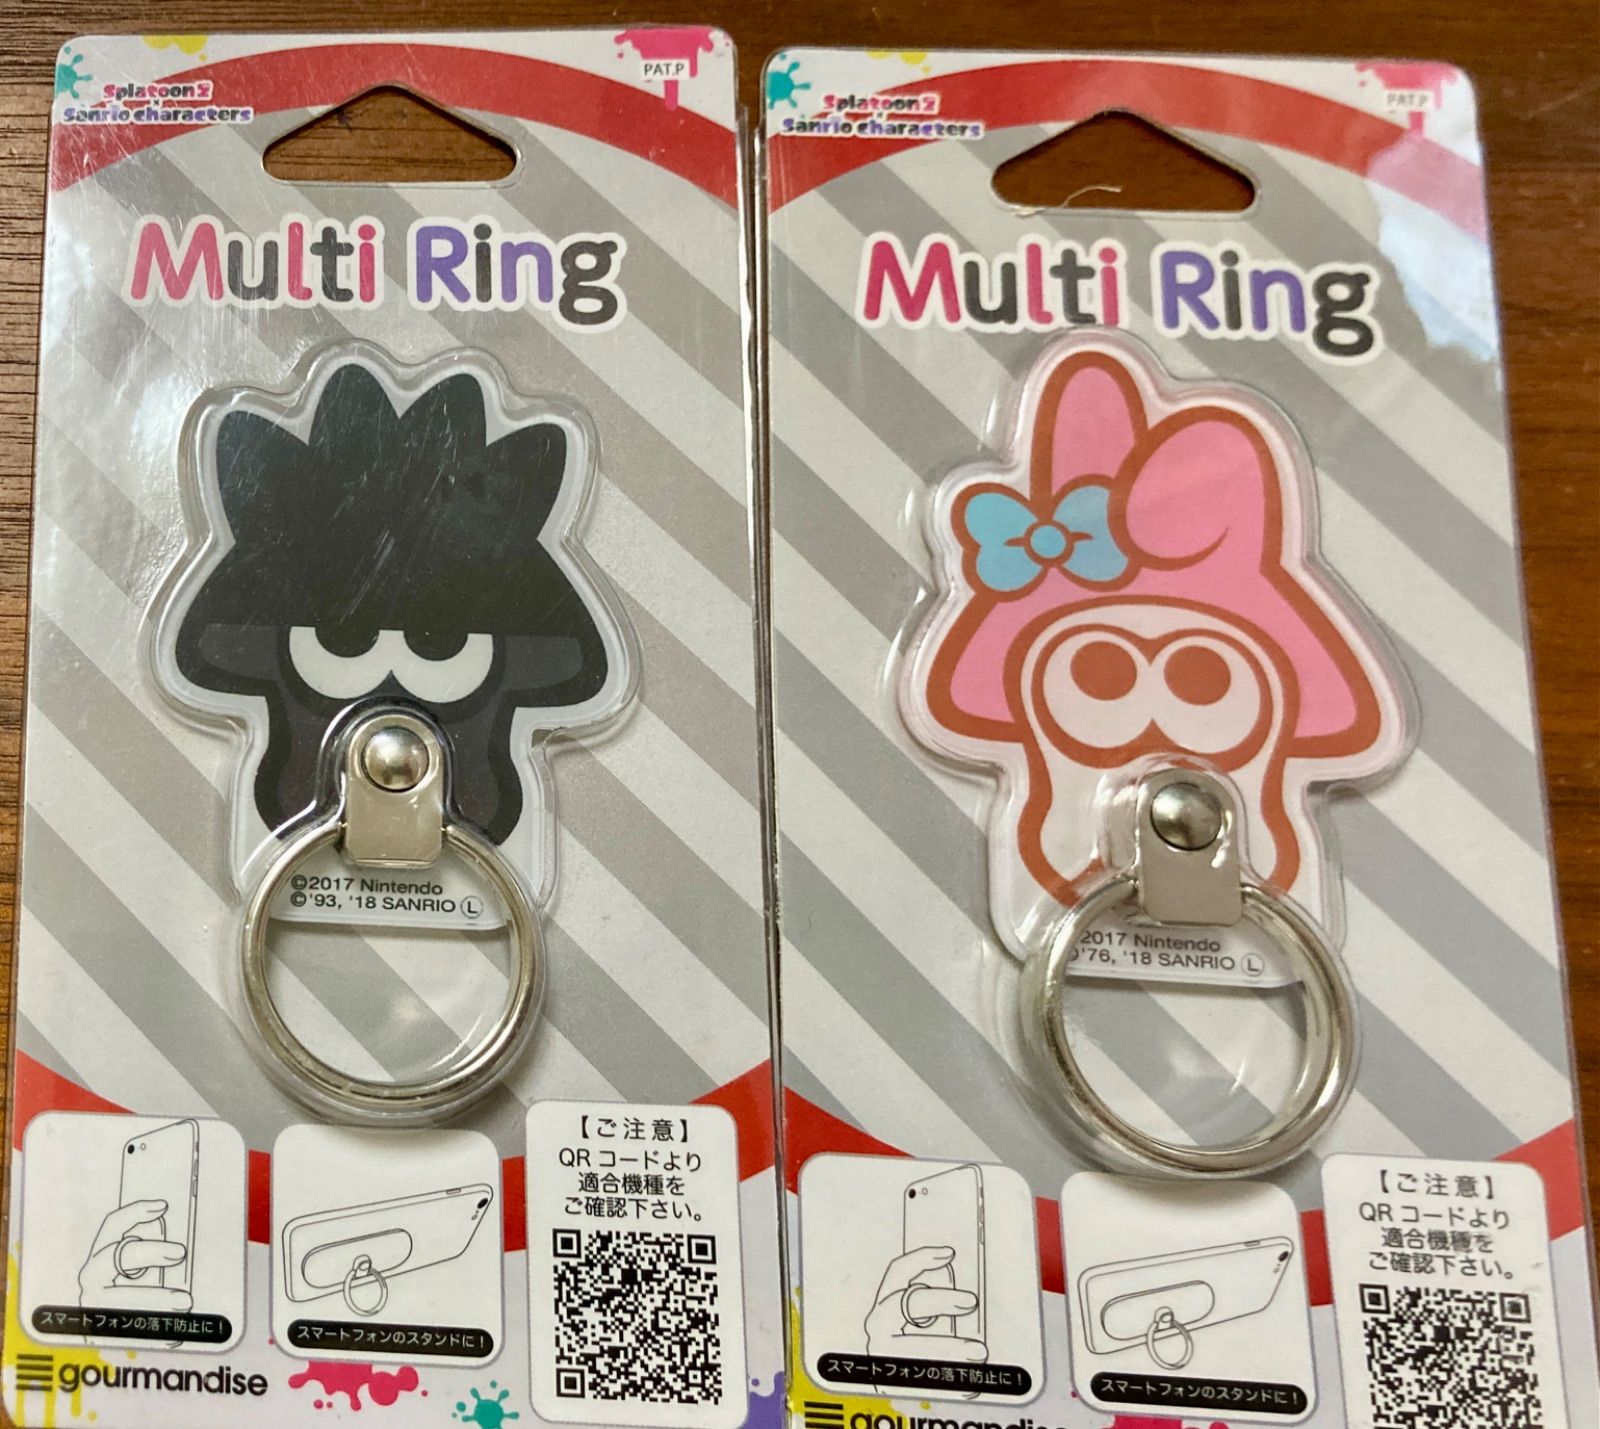 Splatoon2
×
Sanrio characters
PAT.P
Multi Ring
©2017 Nintendo
©'93, '18 SANRIO Ⓛ
【ご注意】
QRコードより
適合機種を
ご確認下さい。
スマートフォンの落下防止に！
スマートフォンのスタンドに！
gourmandise
Splatoon2
×
Sanrio characters
PAT.P
Multi Ring
2017 Nintendo
'76, '18 SANRIO Ⓛ
【ご注意】
QRコードより
適合機種を
ご確認下さい。
スマートフォンの落下防止に！
スマートフォンのスタンドに！
gourmandise